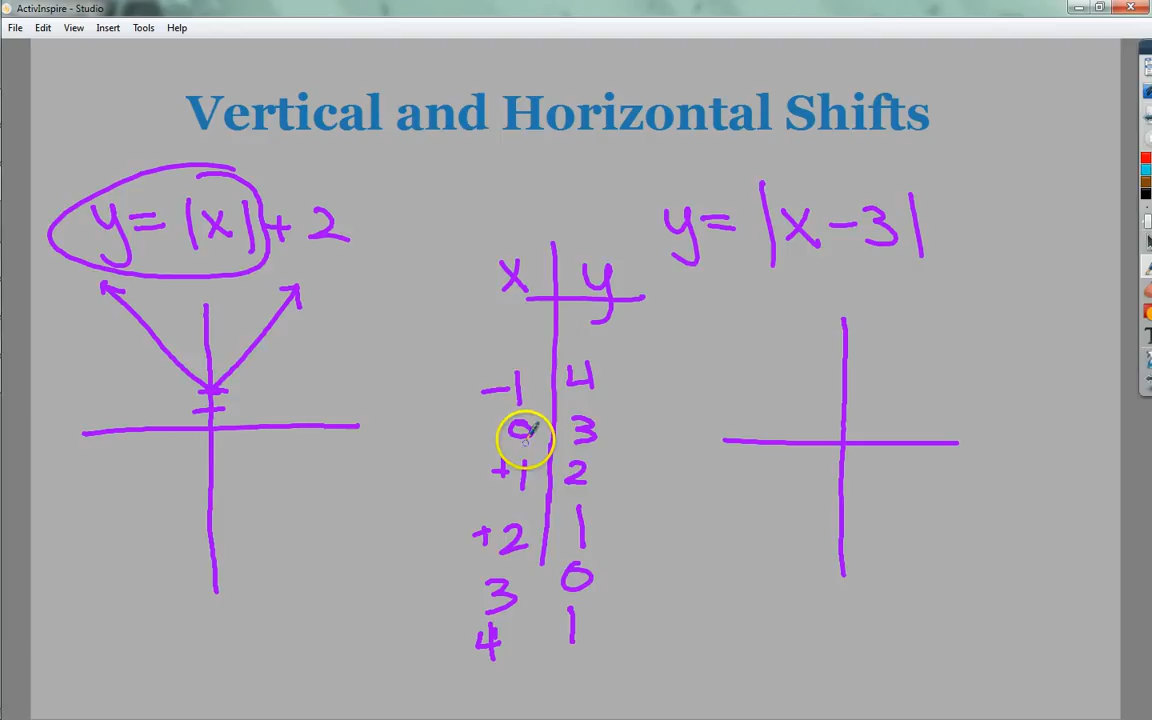 ActivInspire - Studio
File Edit View Insert Tools Help
Vertical and Horizontal Shifts
y = |x| + 2
y = |x - 3|
x y
-1 4
0 3
+1 2
+2 1
3 0
4 1